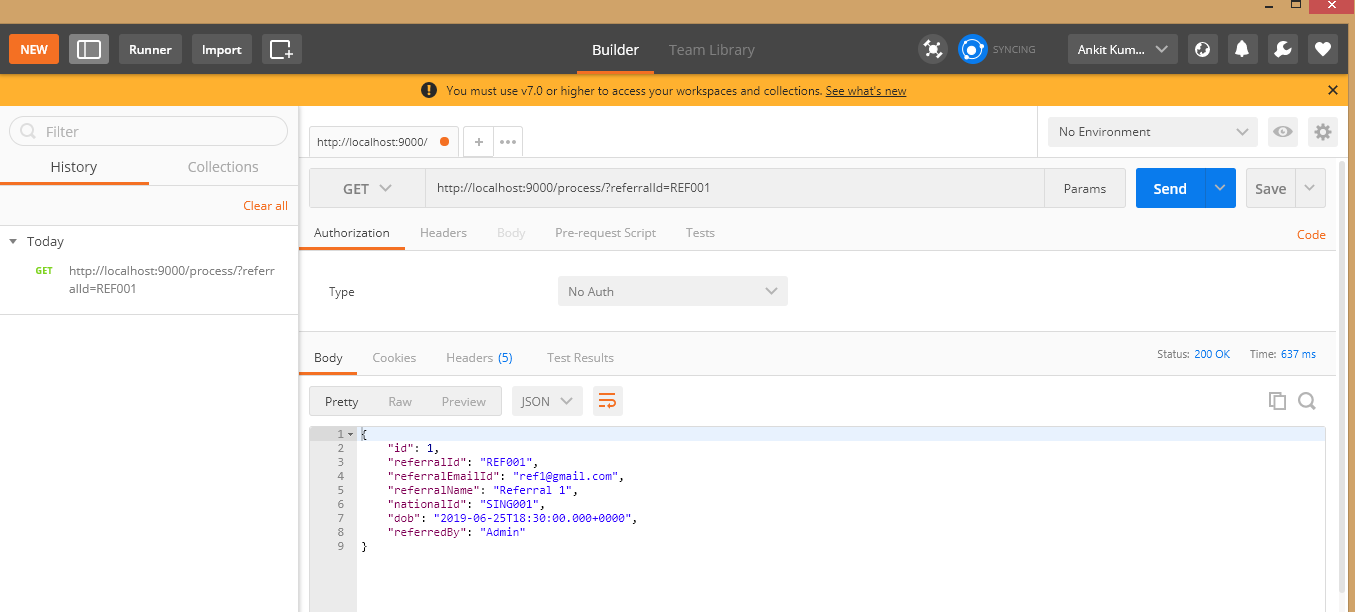 NEW Runner Import Builder Team Library SYNCING Ankit Kum...
You must use v7.0 or higher to access your workspaces and collections. See what's new
Filter
History Collections
Clear all
Today
GET http://localhost:9000/process/?referr
alId=REF001
http://localhost:9000/ + ••• No Environment
GET http://localhost:9000/process/?referralId=REF001 Params Send Save
Authorization Headers Body Pre-request Script Tests Code
Type No Auth
Body Cookies Headers (5) Test Results Status: 200 OK Time: 637 ms
Pretty Raw Preview JSON
1 {
2 "id": 1,
3 "referralId": "REF001",
4 "referralEmailId": "ref1@gmail.com",
5 "referralName": "Referral 1",
6 "nationalId": "SING001",
7 "dob": "2019-06-25T18:30:00.000+0000",
8 "referredBy": "Admin"
9 }